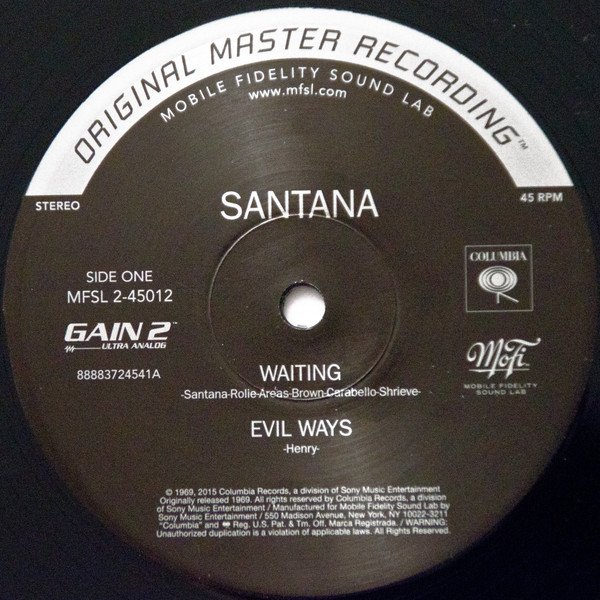 ORIGINAL MASTER RECORDING™
MOBILE FIDELITY SOUND LAB
www.mfsl.com
STEREO
45 RPM
SANTANA
SIDE ONE
MFSL 2-45012
COLUMBIA
GAIN 2™
ULTRA ANALOG
88883724541A
MoFi
MOBILE FIDELITY
SOUND LAB
WAITING
-Santana-Rolie-Areas-Brown-Carabello-Shrieve-
EVIL WAYS
-Henry-
© 1969, 2015 Columbia Records, a division of Sony Music Entertainment
Originally released 1969. All rights reserved by Columbia Records, a division
of Sony Music Entertainment / Manufactured for Mobile Fidelity Sound Lab by
Sony Music Entertainment / 550 Madison Avenue, New York, NY 10022-3211
"Columbia" and Reg. U.S. Pat. & Tm. Off. Marca Registrada. / WARNING:
Unauthorized duplication is a violation of applicable laws. All Rights Reserved.